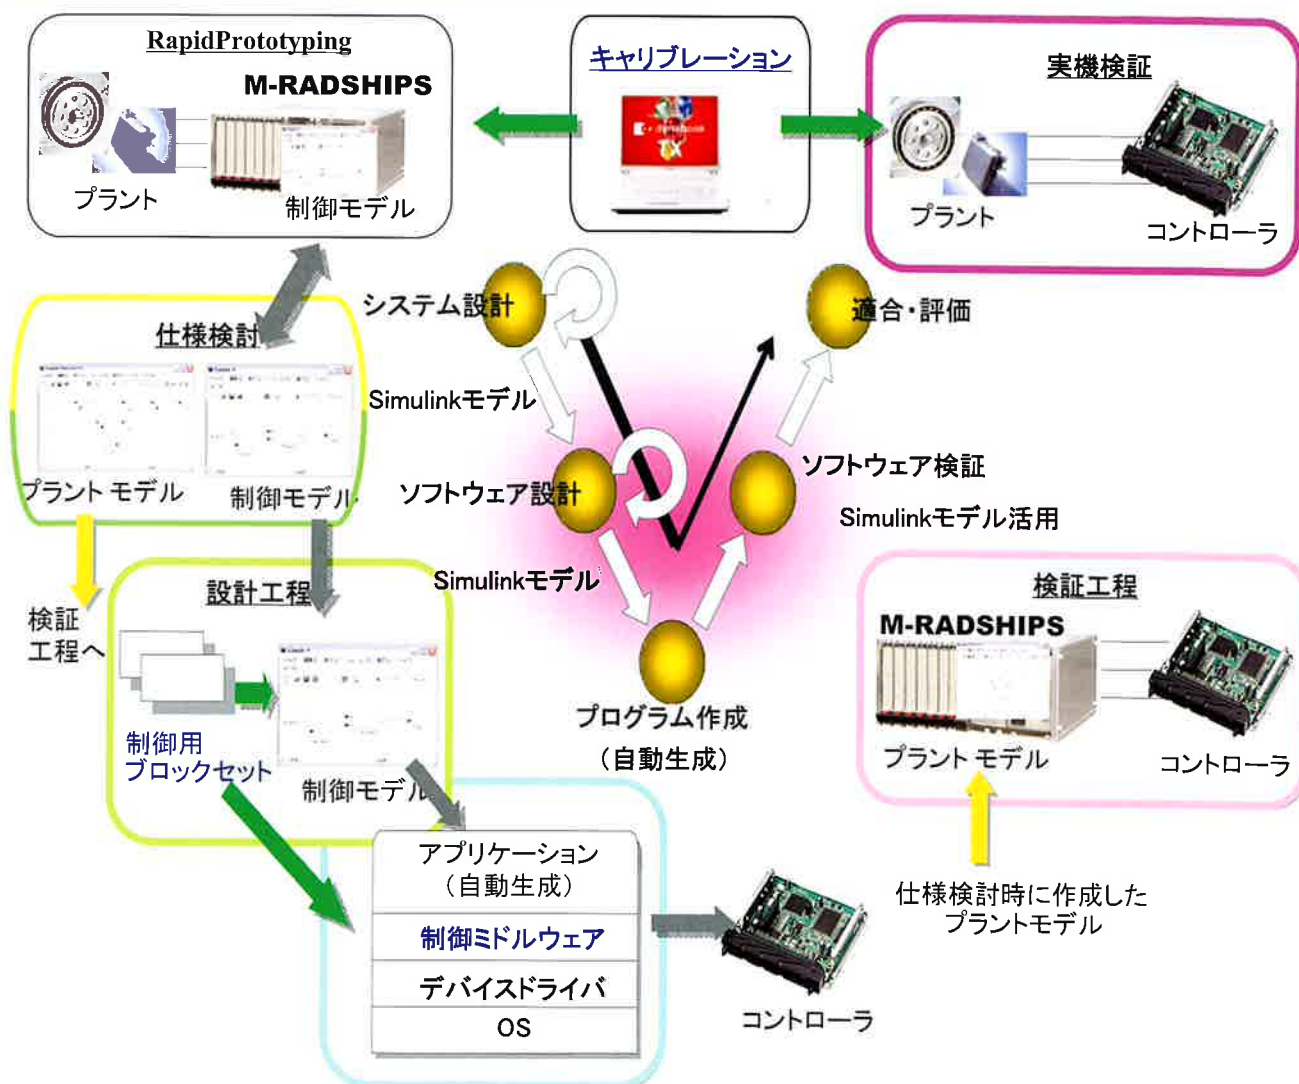 RapidPrototyping
M-RADSHIPS
プラント
制御モデル
キャリブレーション
TX
実機検証
プラント
コントローラ
仕様検討
プラント モデル
制御モデル
検証
工程へ
システム設計
Simulinkモデル
ソフトウェア設計
Simulinkモデル
プログラム作成
（自動生成）
適合・評価
ソフトウェア検証
Simulinkモデル活用
設計工程
制御用
ブロックセット
制御モデル
アプリケーション
（自動生成）
制御ミドルウェア
デバイスドライバ
OS
コントローラ
検証工程
M-RADSHIPS
プラント モデル
コントローラ
仕様検討時に作成した
プラントモデル